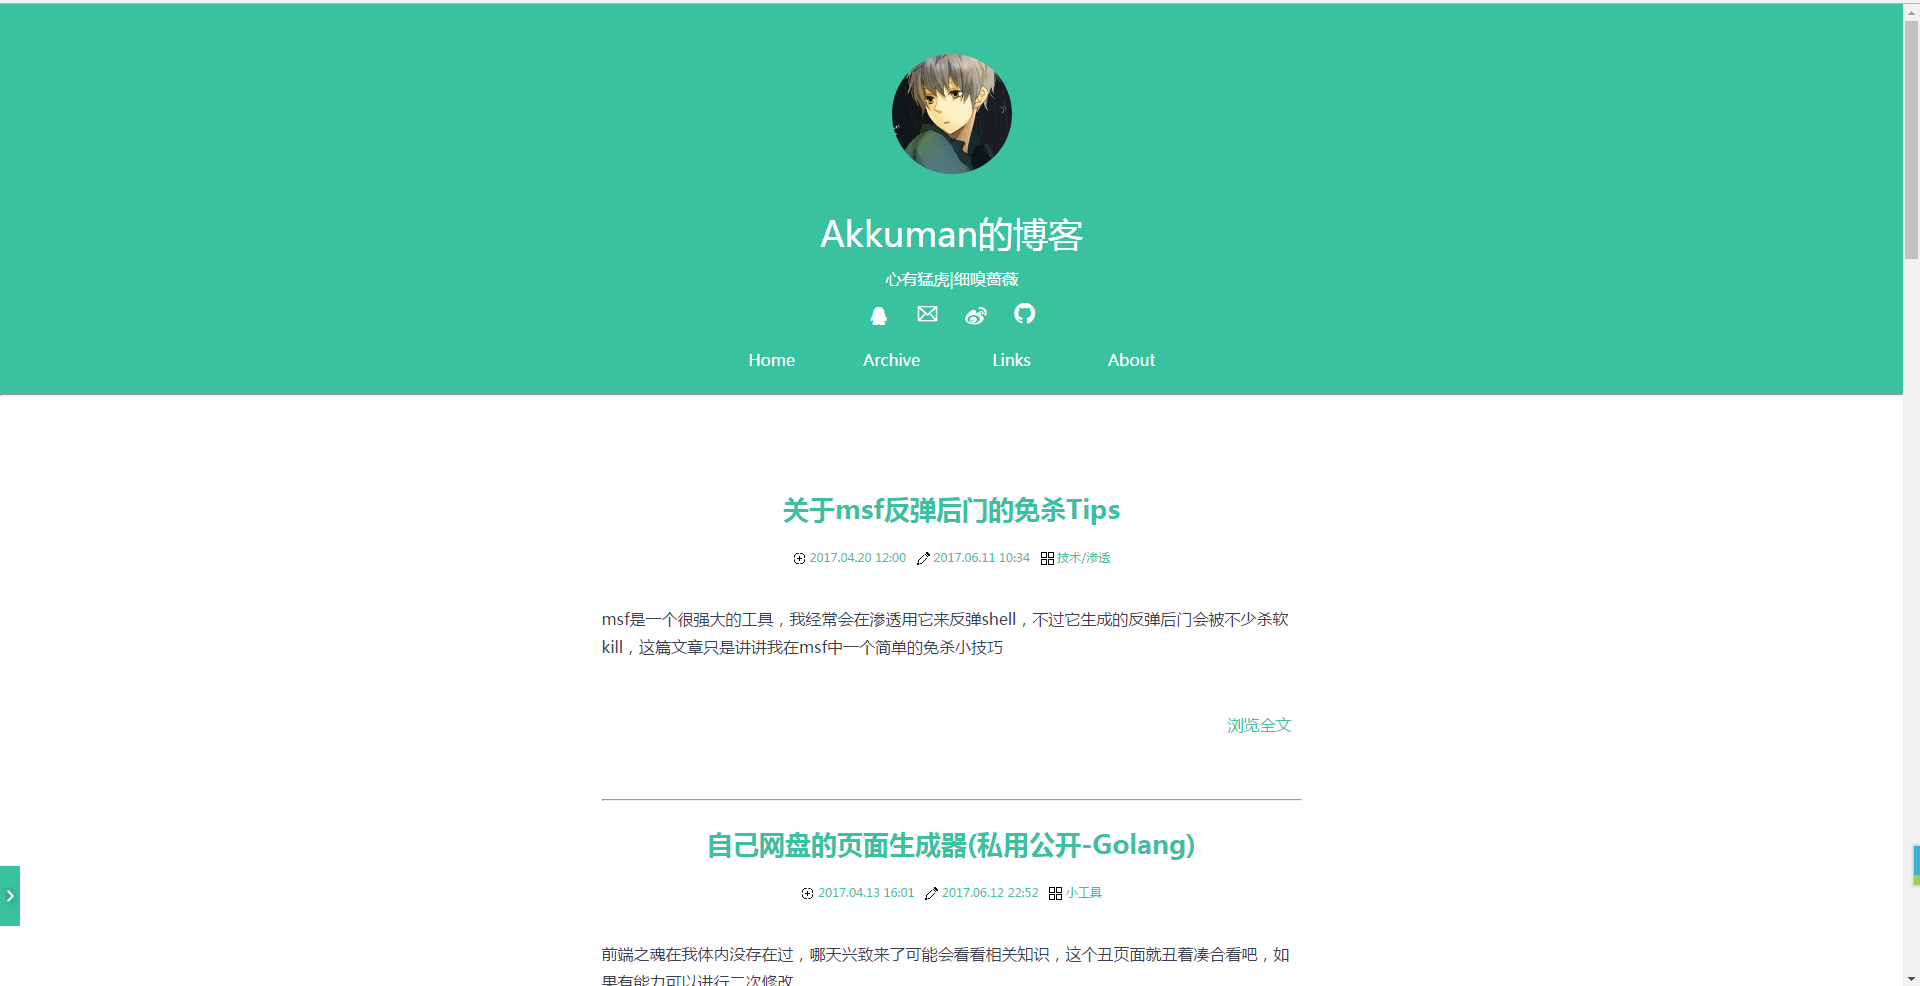 Akkuman的博客
心有猛虎|细嗅蔷薇
Home Archive Links About
关于msf反弹后门的免杀Tips
2017.04.20 12:00 2017.06.11 10:34 技术/渗透
msf是一个很强大的工具，我经常会在渗透用它来反弹shell，不过它生成的反弹后门会被不少杀软
kill，这篇文章只是讲讲我在msf中一个简单的免杀小技巧
浏览全文
自己网盘的页面生成器(私用公开-Golang)
2017.04.13 16:01 2017.06.12 22:52 小工具
前端之魂在我体内没存在过，哪天兴致来了可能会看看相关知识，这个丑页面就丑着凑合看吧，如
果有能力可以进行二次修改